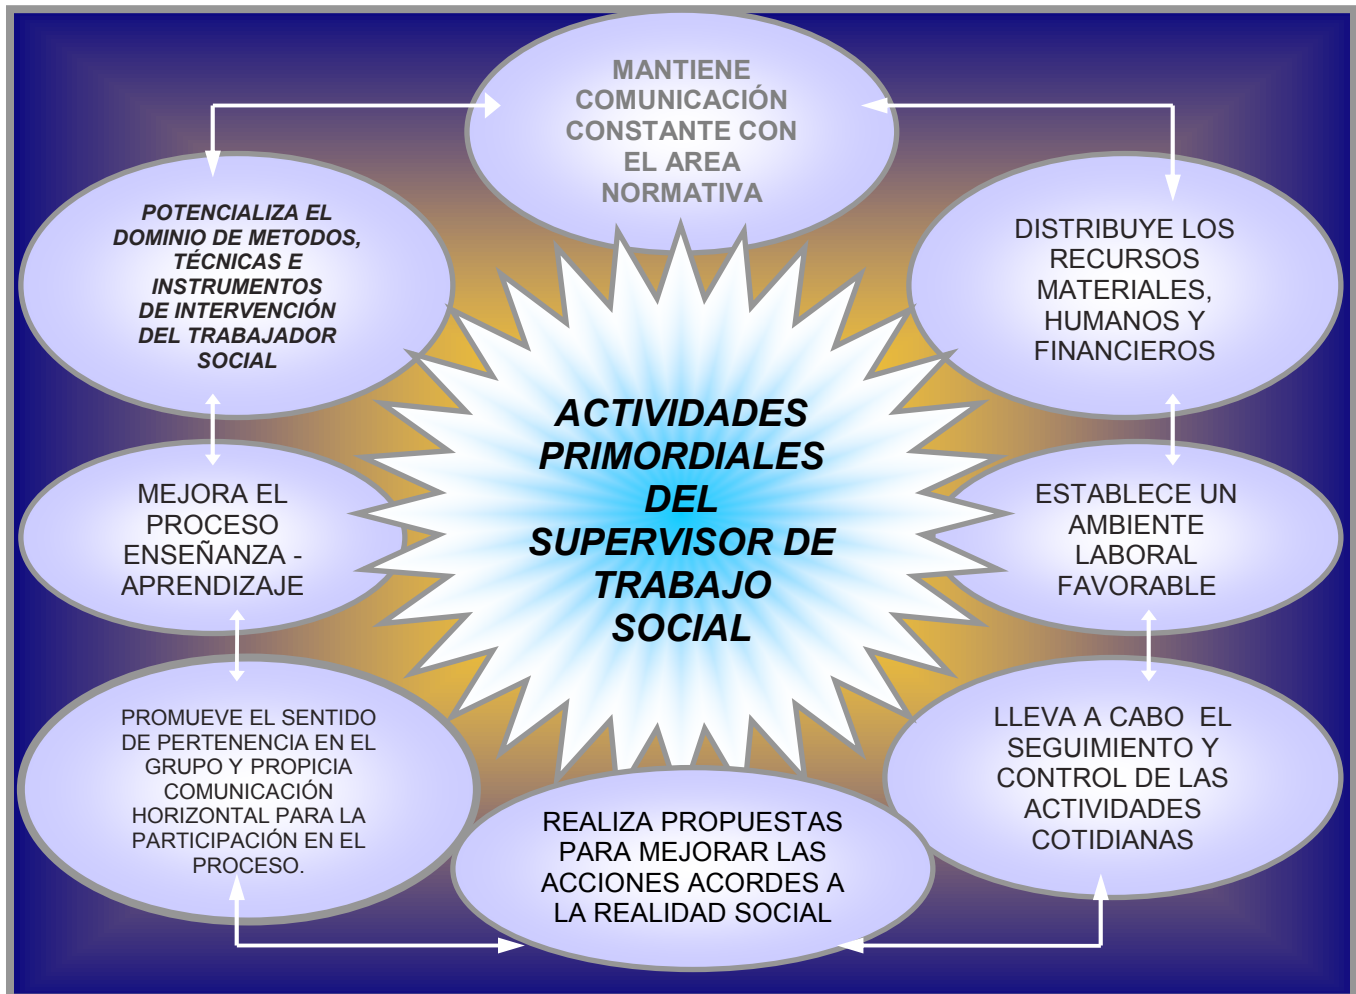 MANTIENE
COMUNICACIÓN
CONSTANTE CON
EL AREA
NORMATIVA
POTENCIALIZA EL
DOMINIO DE METODOS,
TÉCNICAS E
INSTRUMENTOS
DE INTERVENCIÓN
DEL TRABAJADOR
SOCIAL
DISTRIBUYE LOS
RECURSOS
MATERIALES,
HUMANOS Y
FINANCIEROS
ACTIVIDADES
PRIMORDIALES
DEL
SUPERVISOR DE
TRABAJO
SOCIAL
MEJORA EL
PROCESO
ENSEÑANZA -
APRENDIZAJE
ESTABLECE UN
AMBIENTE
LABORAL
FAVORABLE
PROMUEVE EL SENTIDO
DE PERTENENCIA EN EL
GRUPO Y PROPICIA
COMUNICACIÓN
HORIZONTAL PARA LA
PARTICIPACIÓN EN EL
PROCESO.
LLEVA A CABO  EL
SEGUIMIENTO Y
CONTROL DE LAS
ACTIVIDADES
COTIDIANAS
REALIZA PROPUESTAS
PARA MEJORAR LAS
ACCIONES ACORDES A
LA REALIDAD SOCIAL